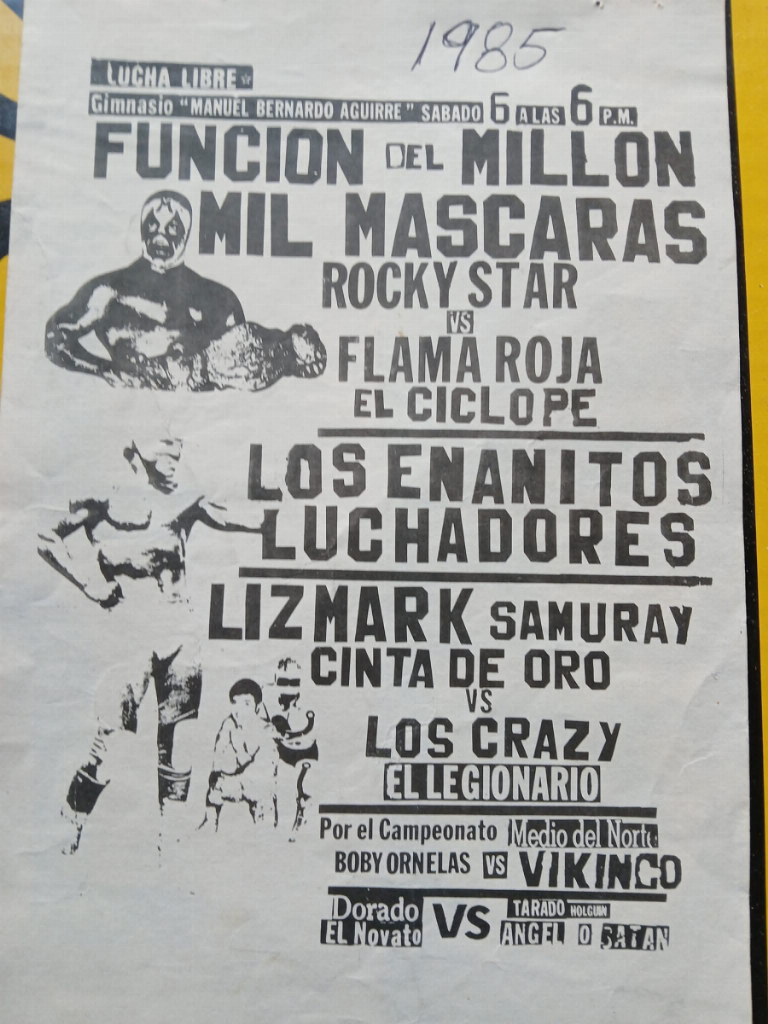 1985
LUCHA LIBRE
Gimnasio "MANUEL BERNARDO AGUIRRE" SABADO 6 A LAS 6 P.M.
FUNCION DEL MILLON
MIL MASCARAS
ROCKY STAR
VS
FLAMA ROJA
EL CICLOPE
LOS ENANITOS
LUCHADORES
LIZMARK SAMURAY
CINTA DE ORO
VS
LOS CRAZY
EL LEGIONARIO
Por el Campeonato Medio del Norte
BOBY ORNELAS VS VIKINCO
Dorado VS TARADO HOLGUIN
EL Novato ANGEL O SATAN